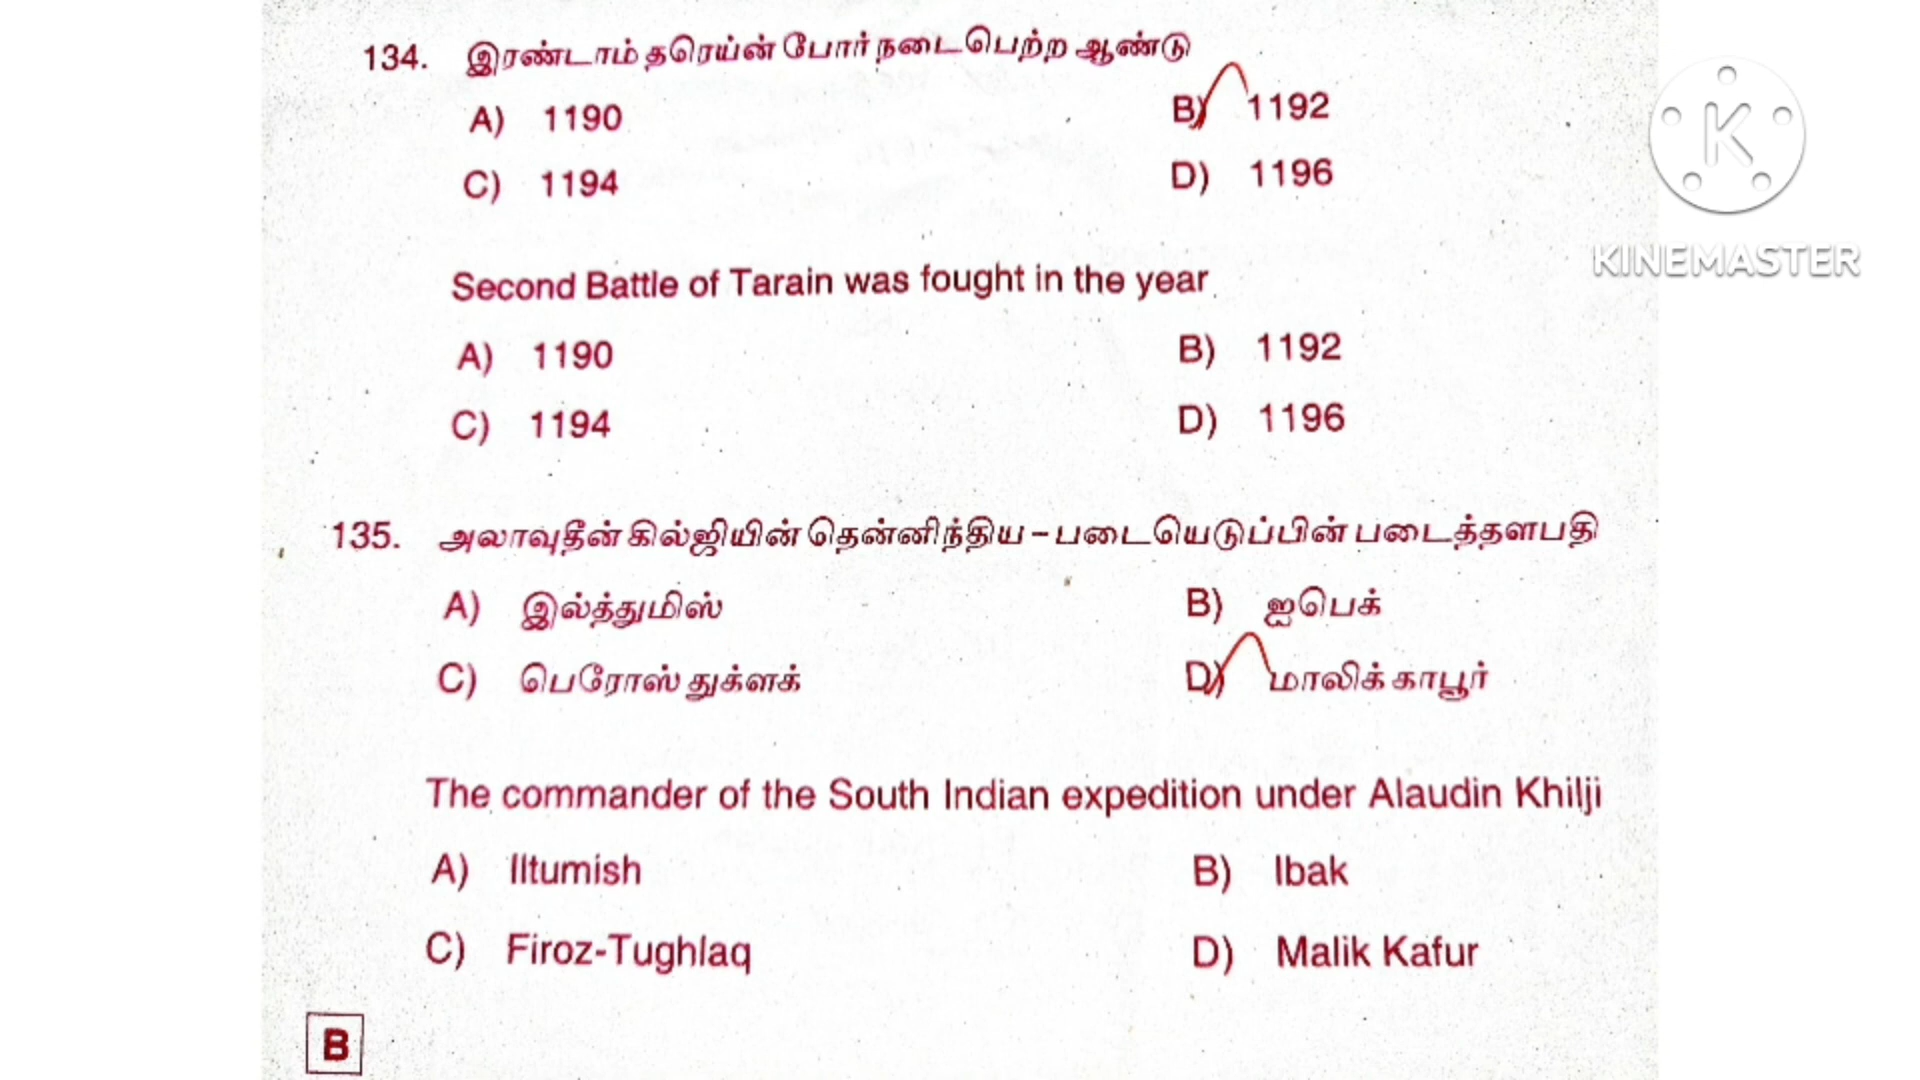 134. இரண்டாம் தரெய்ன் போர் நடைபெற்ற ஆண்டு
A) 1190 B) 1192
C) 1194 D) 1196
Second Battle of Tarain was fought in the year
A) 1190 B) 1192
C) 1194 D) 1196
135. அலாவுதீன் கில்ஜியின் தென்னிந்திய – படையெடுப்பின் படைத்தளபதி
A) இல்த்துமிஸ் B) ஐபெக்
C) பெரோஸ் துக்ளக் D) மாலிக் காபூர்
The commander of the South Indian expedition under Alaudin Khilji
A) Iltumish B) Ibak
C) Firoz-Tughlaq D) Malik Kafur
B
K
KINEMASTER